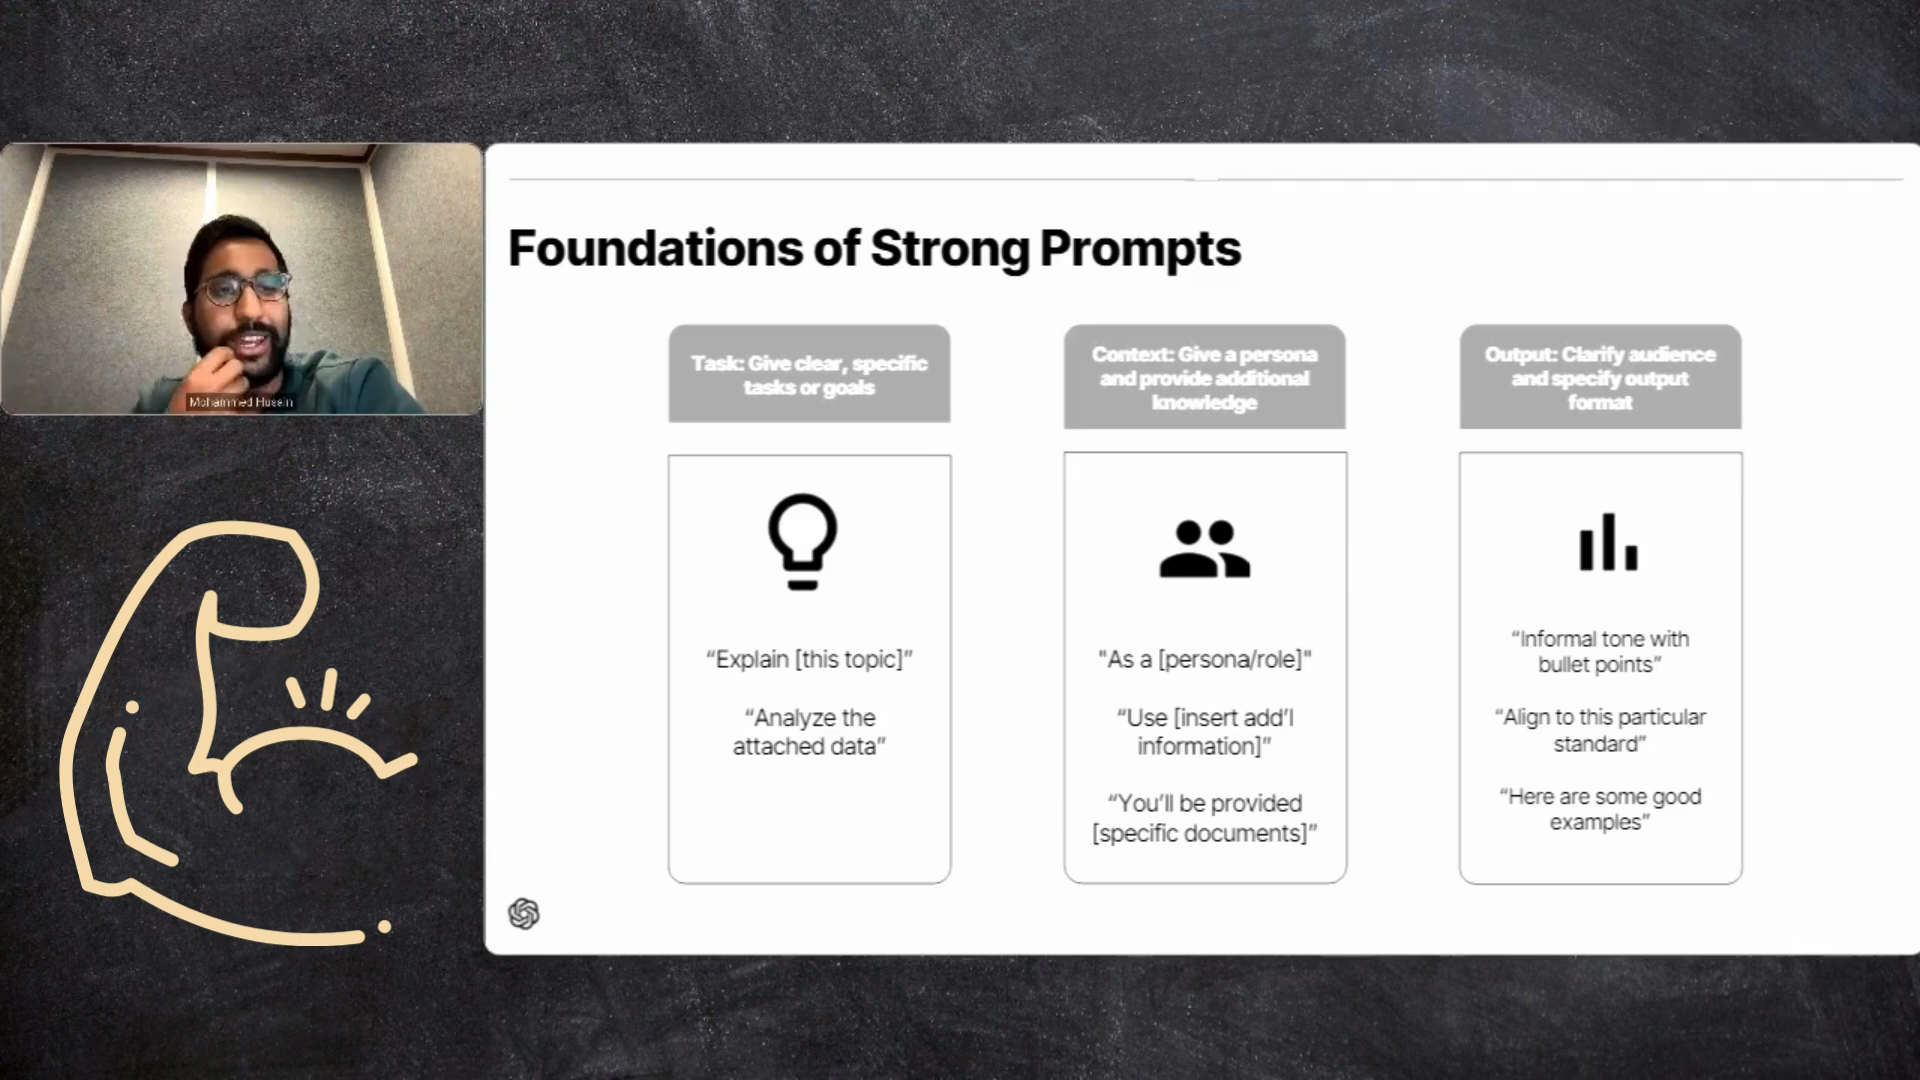 Mohammed Husain
Foundations of Strong Prompts
Task: Give clear, specific
tasks or goals
“Explain [this topic]”
“Analyze the
attached data”
Context: Give a persona
and provide additional
knowledge
"As a [persona/role]"
“Use [insert add’l
information]”
“You’ll be provided
[specific documents]”
Output: Clarify audience
and specify output
format
“Informal tone with
bullet points”
“Align to this particular
standard”
“Here are some good
examples”